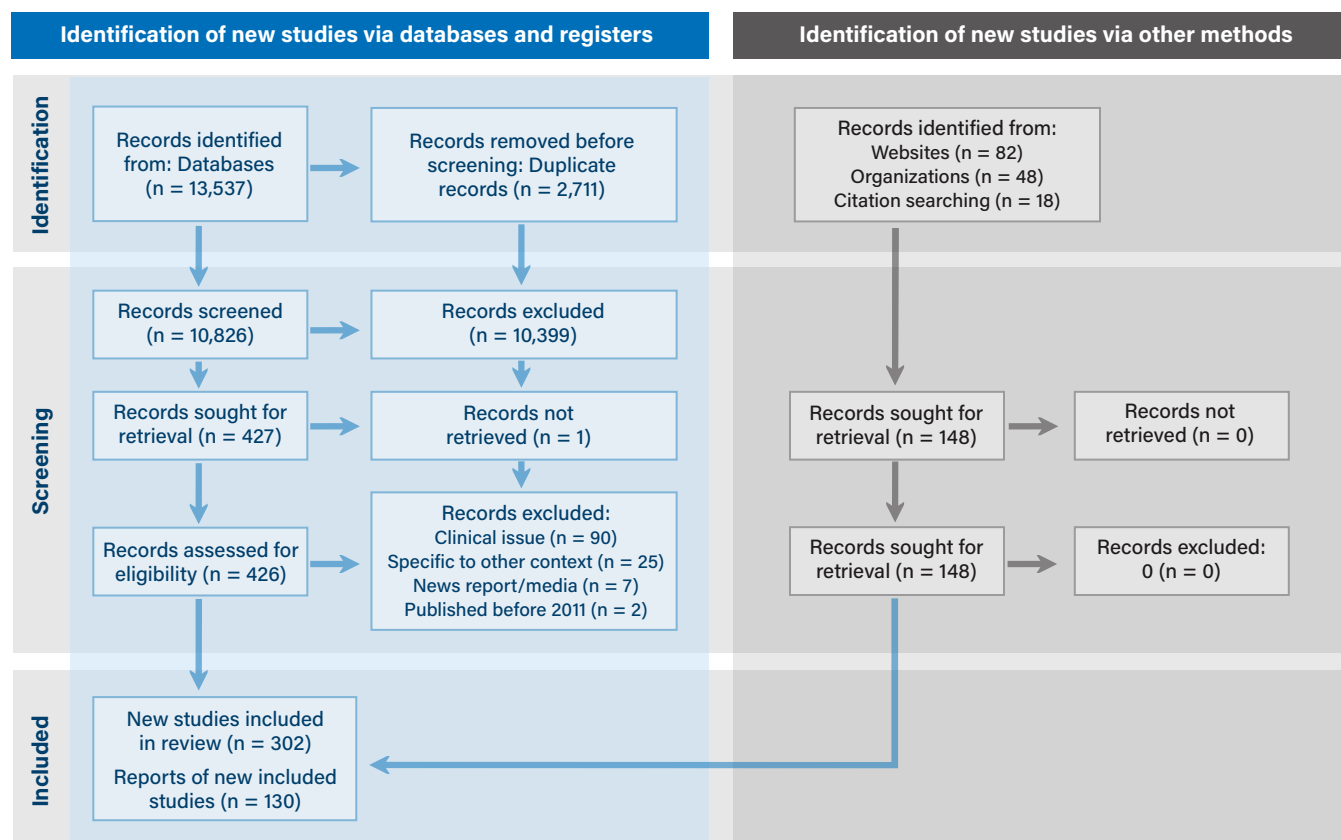 Identification of new studies via databases and registers
Identification of new studies via other methods
Identification
Records identified
from: Databases
(n = 13,537)
Records removed before
screening: Duplicate
records (n = 2,711)
Records identified from:
Websites (n = 82)
Organizations (n = 48)
Citation searching (n = 18)
Screening
Records screened
(n = 10,826)
Records excluded
(n = 10,399)
Records sought for
retrieval (n = 427)
Records not
retrieved (n = 1)
Records sought for
retrieval (n = 148)
Records not
retrieved (n = 0)
Records assessed for
eligibility (n = 426)
Records excluded:
Clinical issue (n = 90)
Specific to other context (n = 25)
News report/media (n = 7)
Published before 2011 (n = 2)
Records sought for
retrieval (n = 148)
Records excluded:
0 (n = 0)
Included
New studies included
in review (n = 302)
Reports of new included
studies (n = 130)